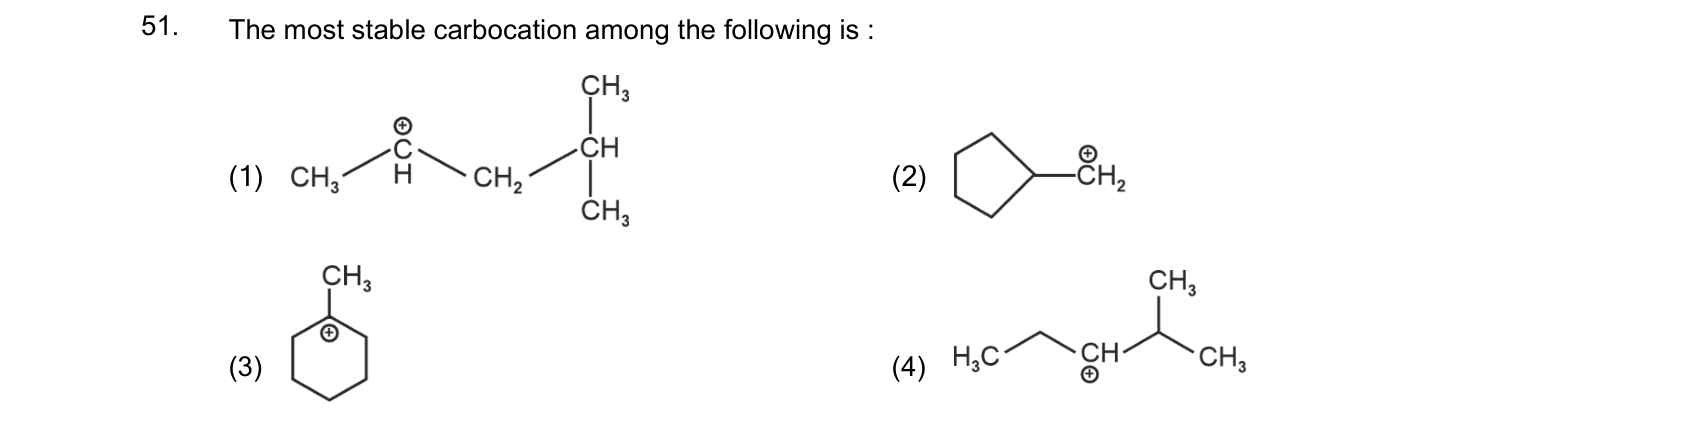 51. The most stable carbocation among the following is :
CH₃
⊕
C
H
CH
(1) CH₃
CH₂
CH₃
(2)
⊕
CH₂
CH₃
⊕
(3)
CH₃
(4) H₃C
CH
⊕
CH₃